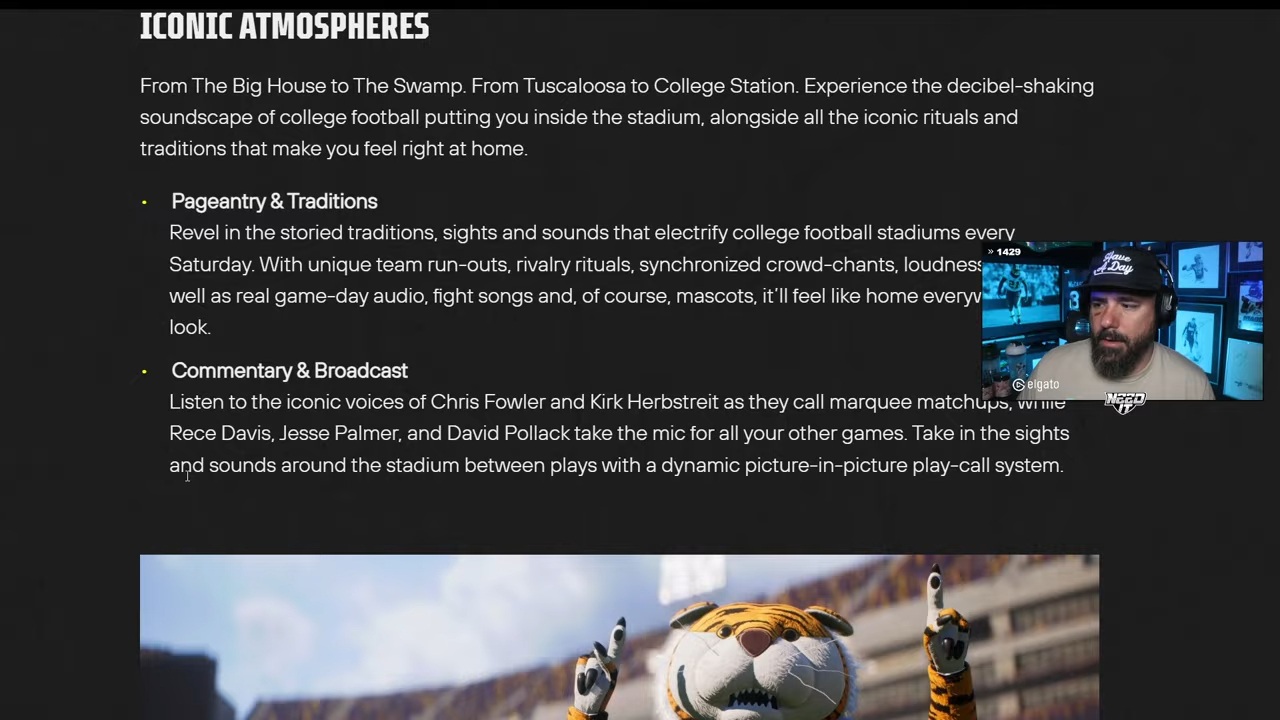 ICONIC ATMOSPHERES
From The Big House to The Swamp. From Tuscaloosa to College Station. Experience the decibel-shaking
soundscape of college football putting you inside the stadium, alongside all the iconic rituals and
traditions that make you feel right at home.
• Pageantry & Traditions
Revel in the storied traditions, sights and sounds that electrify college football stadiums every
Saturday. With unique team run-outs, rivalry rituals, synchronized crowd-chants, loudness
well as real game-day audio, fight songs and, of course, mascots, it'll feel like home everyw
look.
» 1429
Have A Day
elgato
NEED IT
• Commentary & Broadcast
Listen to the iconic voices of Chris Fowler and Kirk Herbstreit as they call marquee matchups, while
Rece Davis, Jesse Palmer, and David Pollack take the mic for all your other games. Take in the sights
and sounds around the stadium between plays with a dynamic picture-in-picture play-call system.